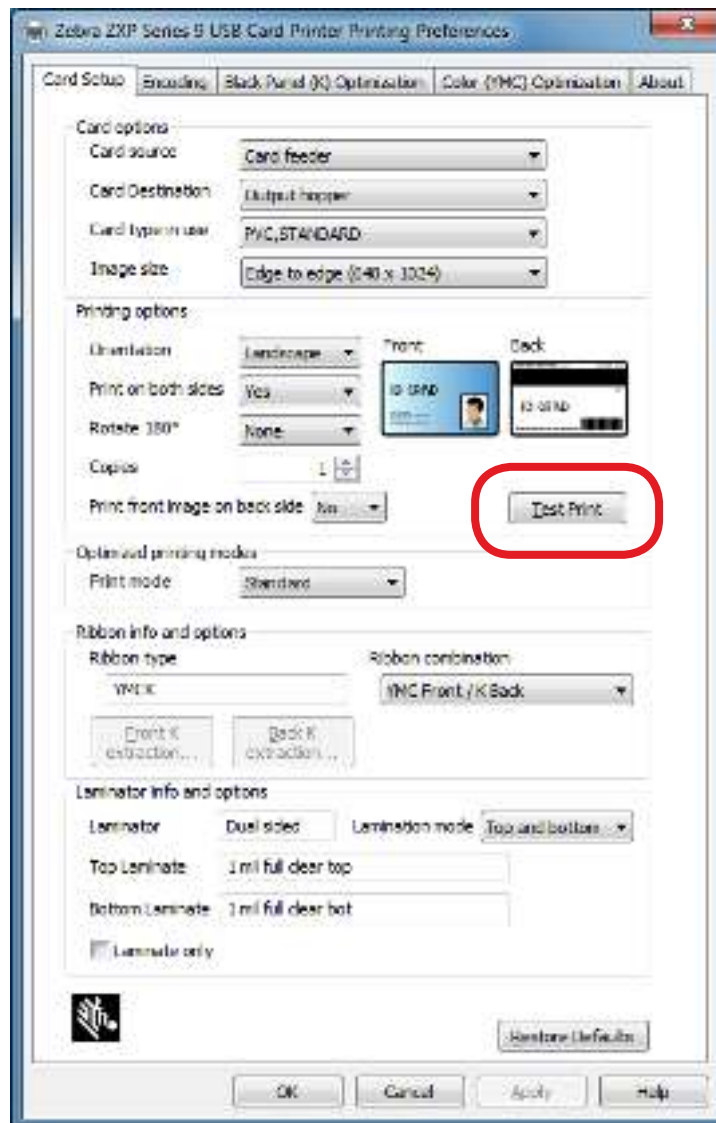 Zebra ZXP Series 9 USB Card Printer Printing Preferences
Card Setup Encoding Black Panel (K) Optimization Color (YMC) Optimization About
Card options
Card source Card feeder
Card Destination Output hopper
Card type in use PVC,STANDARD
Image size Edge to edge (648 x 1024)
Printing options
Orientation Landscape Front Back
Print on both sides Yes ID CARD ID CARD
Rotate 180° None
Copies 1
Print front image on back side No Test Print
Optimized printing modes
Print mode Standard
Ribbon info and options
Ribbon type Ribbon combination
YMCK YMC Front / K Back
Front K extraction... Back K extraction...
Laminator info and options
Laminator Dual sided Lamination mode Top and bottom
Top Laminate 1 mil full clear top
Bottom Laminate 1 mil full clear bot
Laminate only
Restore Defaults
OK Cancel Apply Help